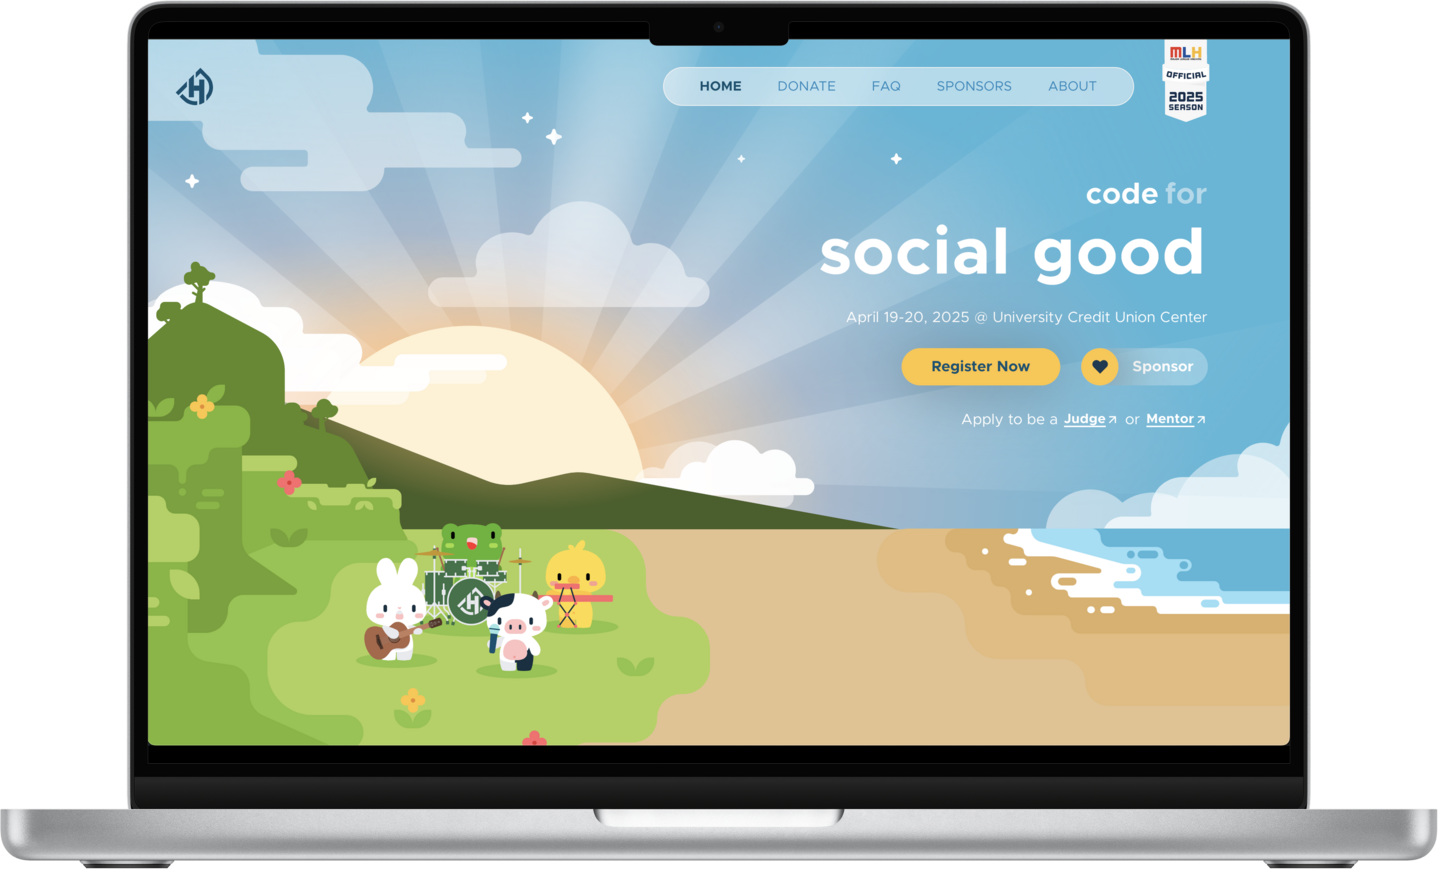 HOME DONATE FAQ SPONSORS ABOUT
MLH
OFFICIAL
2025
SEASON
code for
social good
April 19-20, 2025 @ University Credit Union Center
Register Now
Sponsor
Apply to be a Judge or Mentor